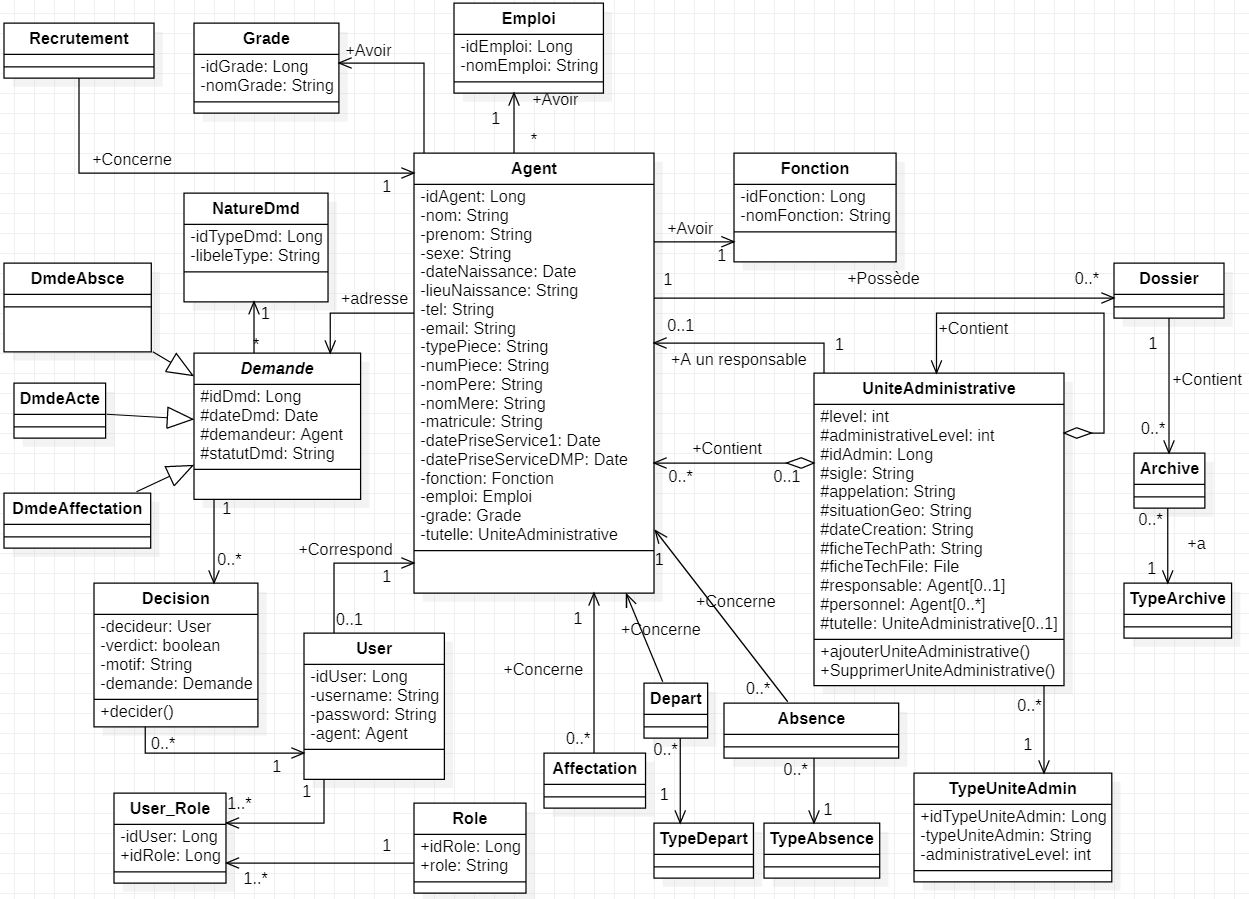 Emploi
-idEmploi: Long
-nomEmploi: String
Recrutement
Grade
-idGrade: Long
-nomGrade: String
+Avoir
+Avoir
1
*
+Concerne
1
Agent
-idAgent: Long
-nom: String
-prenom: String
-sexe: String
-dateNaissance: Date
-lieuNaissance: String
-tel: String
-email: String
-typePiece: String
-numPiece: String
-nomPere: String
-nomMere: String
-matricule: String
-datePriseService1: Date
-datePriseServiceDMP: Date
-fonction: Fonction
-emploi: Emploi
-grade: Grade
-tutelle: UniteAdministrative
Fonction
-idFonction: Long
-nomFonction: String
+Avoir
1
NatureDmd
-idTypeDmd: Long
-libeleType: String
1
*
+adresse
DmdeAbsce
DmdeActe
DmdeAffectation
Demande
#idDmd: Long
#dateDmd: Date
#demandeur: Agent
#statutDmd: String
1
0..*
1
+Possède
0..*
Dossier
1
+Contient
0..*
Archive
0..*
+a
1
TypeArchive
0..1
1
+A un responsable
+Contient
+Contient
0..*
0..1
UniteAdministrative
#level: int
#administrativeLevel: int
#idAdmin: Long
#sigle: String
#appelation: String
#situationGeo: String
#dateCreation: String
#ficheTechPath: String
#ficheTechFile: File
#responsable: Agent[0..1]
#personnel: Agent[0..*]
#tutelle: UniteAdministrative[0..1]
+ajouterUniteAdministrative()
+SupprimerUniteAdministrative()
0..*
1
TypeUniteAdmin
+idTypeUniteAdmin: Long
-typeUniteAdmin: String
-administrativeLevel: int
Decision
-decideur: User
-verdict: boolean
-motif: String
-demande: Demande
+decider()
0..*
1
+Correspond
1
0..1
User
-idUser: Long
-username: String
-password: String
-agent: Agent
1
1..*
User_Role
-idUser: Long
+idRole: Long
1
1..*
Role
+idRole: Long
+role: String
1
+Concerne
0..*
Affectation
+Concerne
Depart
0..*
1
TypeDepart
1
+Concerne
0..*
Absence
0..*
1
TypeAbsence